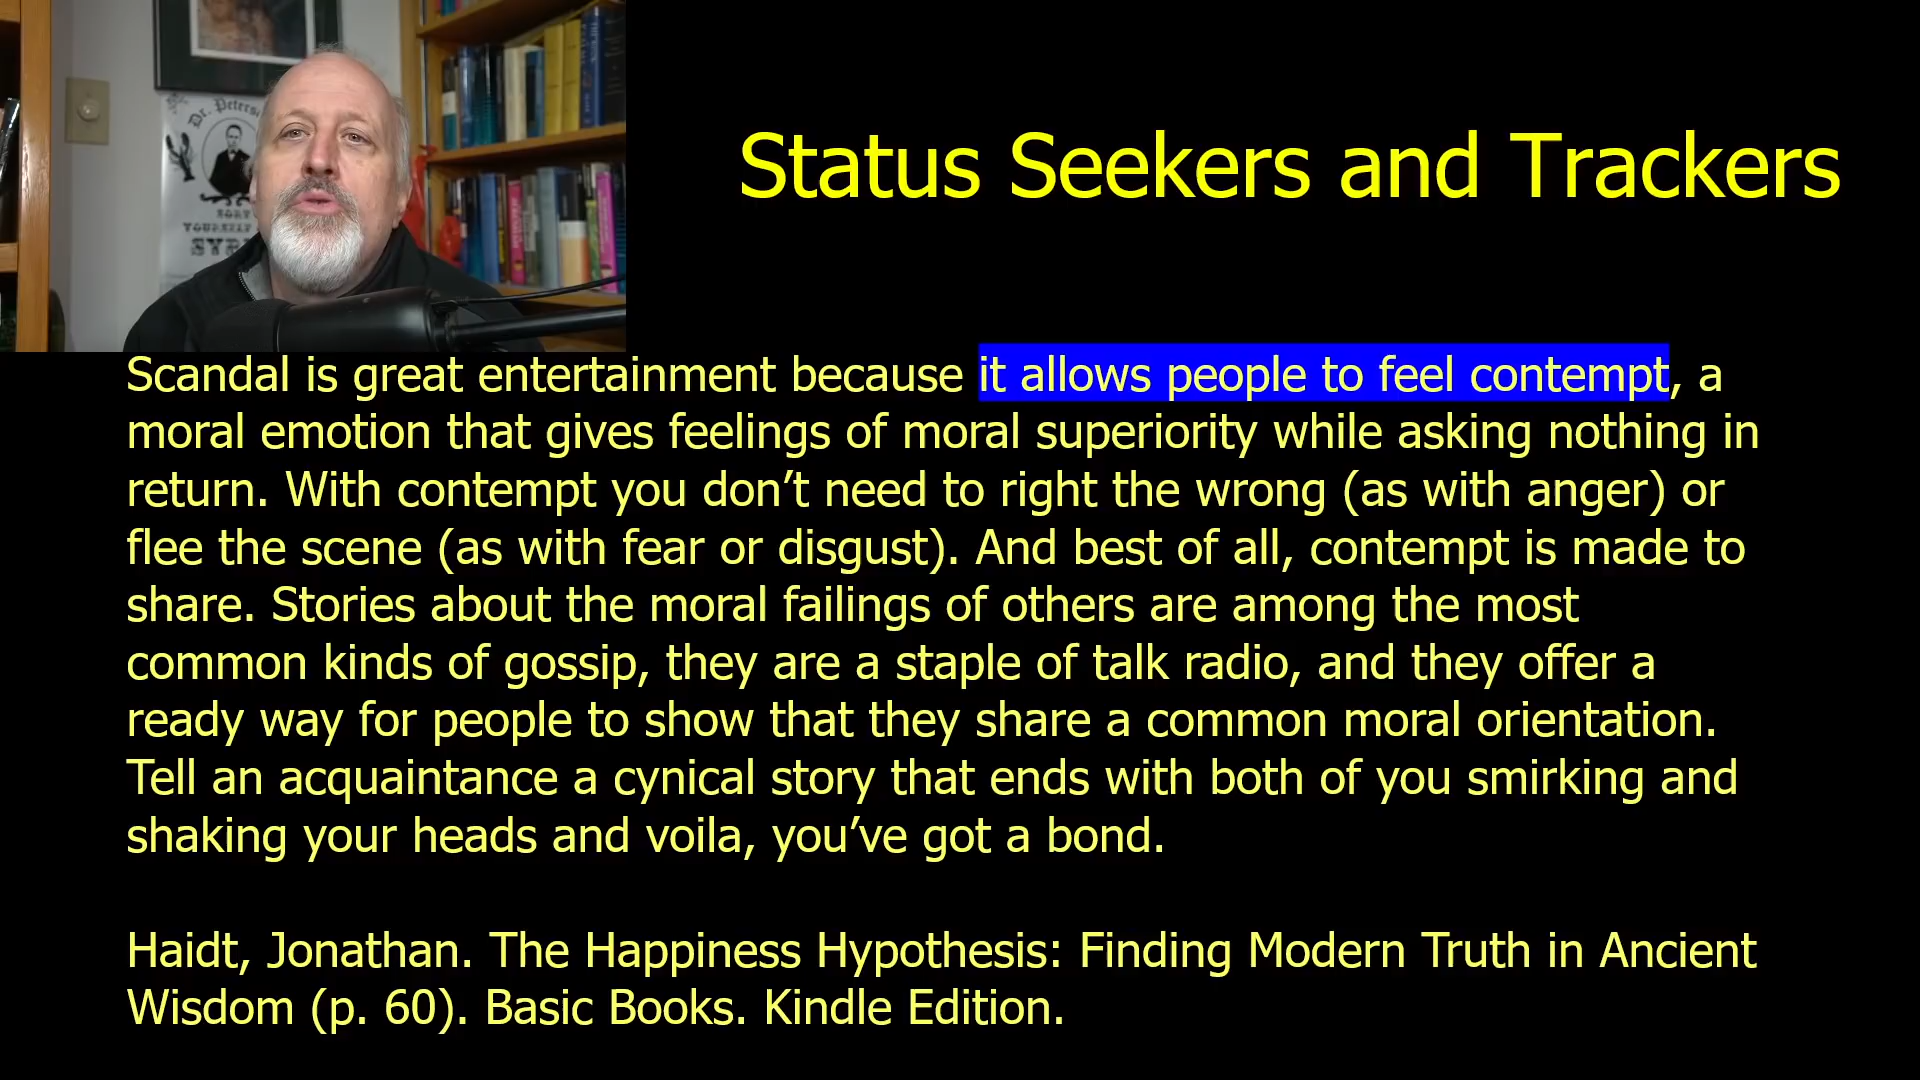 Dr. Peters
SORT
YOURSELF
Status Seekers and Trackers
Scandal is great entertainment because it allows people to feel contempt, a
moral emotion that gives feelings of moral superiority while asking nothing in
return. With contempt you don’t need to right the wrong (as with anger) or
flee the scene (as with fear or disgust). And best of all, contempt is made to
share. Stories about the moral failings of others are among the most
common kinds of gossip, they are a staple of talk radio, and they offer a
ready way for people to show that they share a common moral orientation.
Tell an acquaintance a cynical story that ends with both of you smirking and
shaking your heads and voila, you’ve got a bond.
Haidt, Jonathan. The Happiness Hypothesis: Finding Modern Truth in Ancient
Wisdom (p. 60). Basic Books. Kindle Edition.